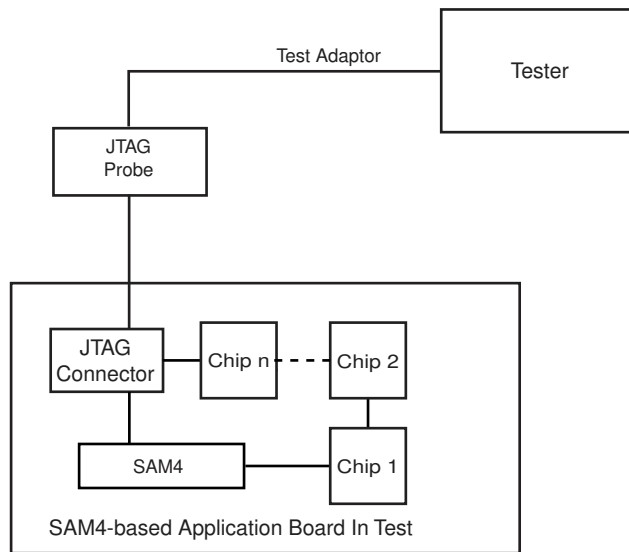 Test Adaptor
Tester
JTAG
Probe
JTAG
Connector
Chip n
Chip 2
SAM4
Chip 1
SAM4-based Application Board In Test